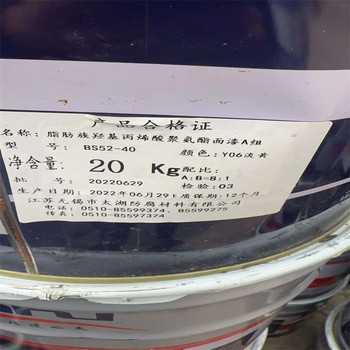 产品合格证
名称：脂肪族羟基丙烯酸聚氨酯面漆A组
型 号：BS52-40 颜色：Y06淡黄
净含量：20 Kg 配比：A:B=8:1
批 号：20220629 检验：03
生产日期：2022年06月29日 质保期：12个月
江苏无锡市太湖防腐材料有限公司
电话：0510-85599374、85599275
传真：0510-85597374